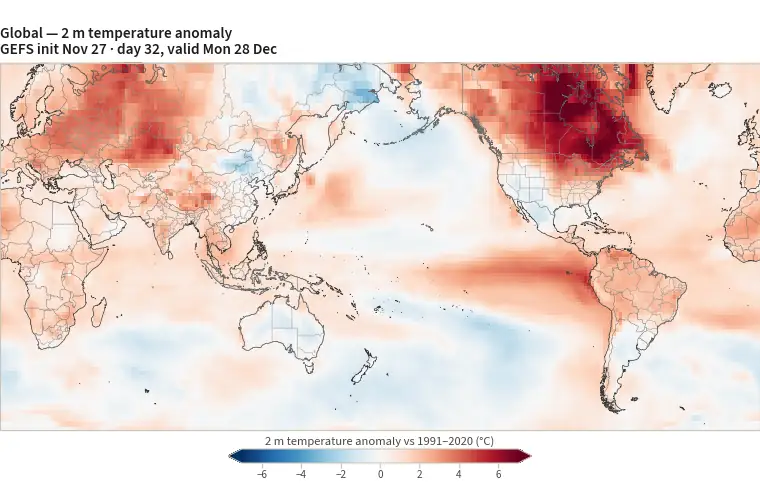 Global — 2 m temperature anomaly
GEFS init Nov 27 · day 32, valid Mon 28 Dec
2 m temperature anomaly vs 1991–2020 (°C)
−6 −4 −2 0 2 4 6